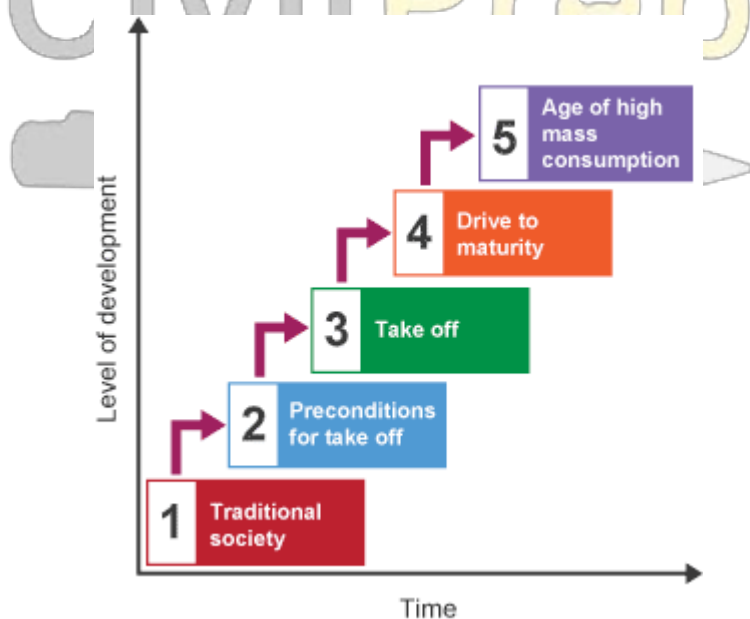 Level of development
5
Age of high
mass
consumption
4
Drive to
maturity
3
Take off
2
Preconditions
for take off
1
Traditional
society
Time